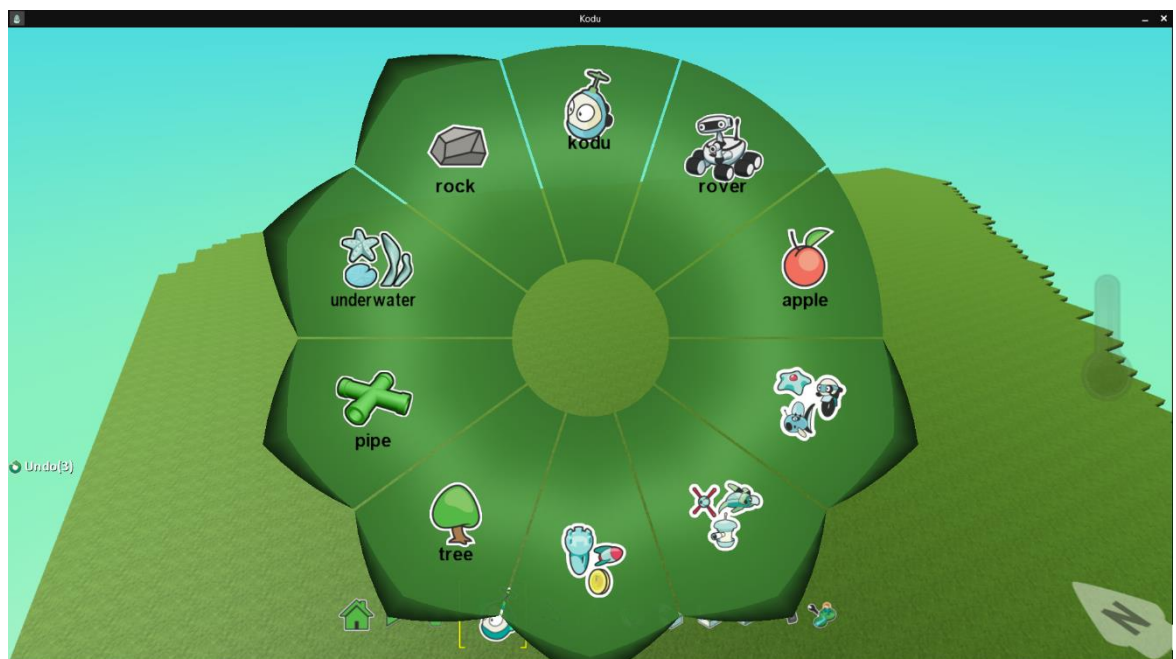 Kodu
kodu
rock
rover
underwater
apple
pipe
Undo(3)
tree
N